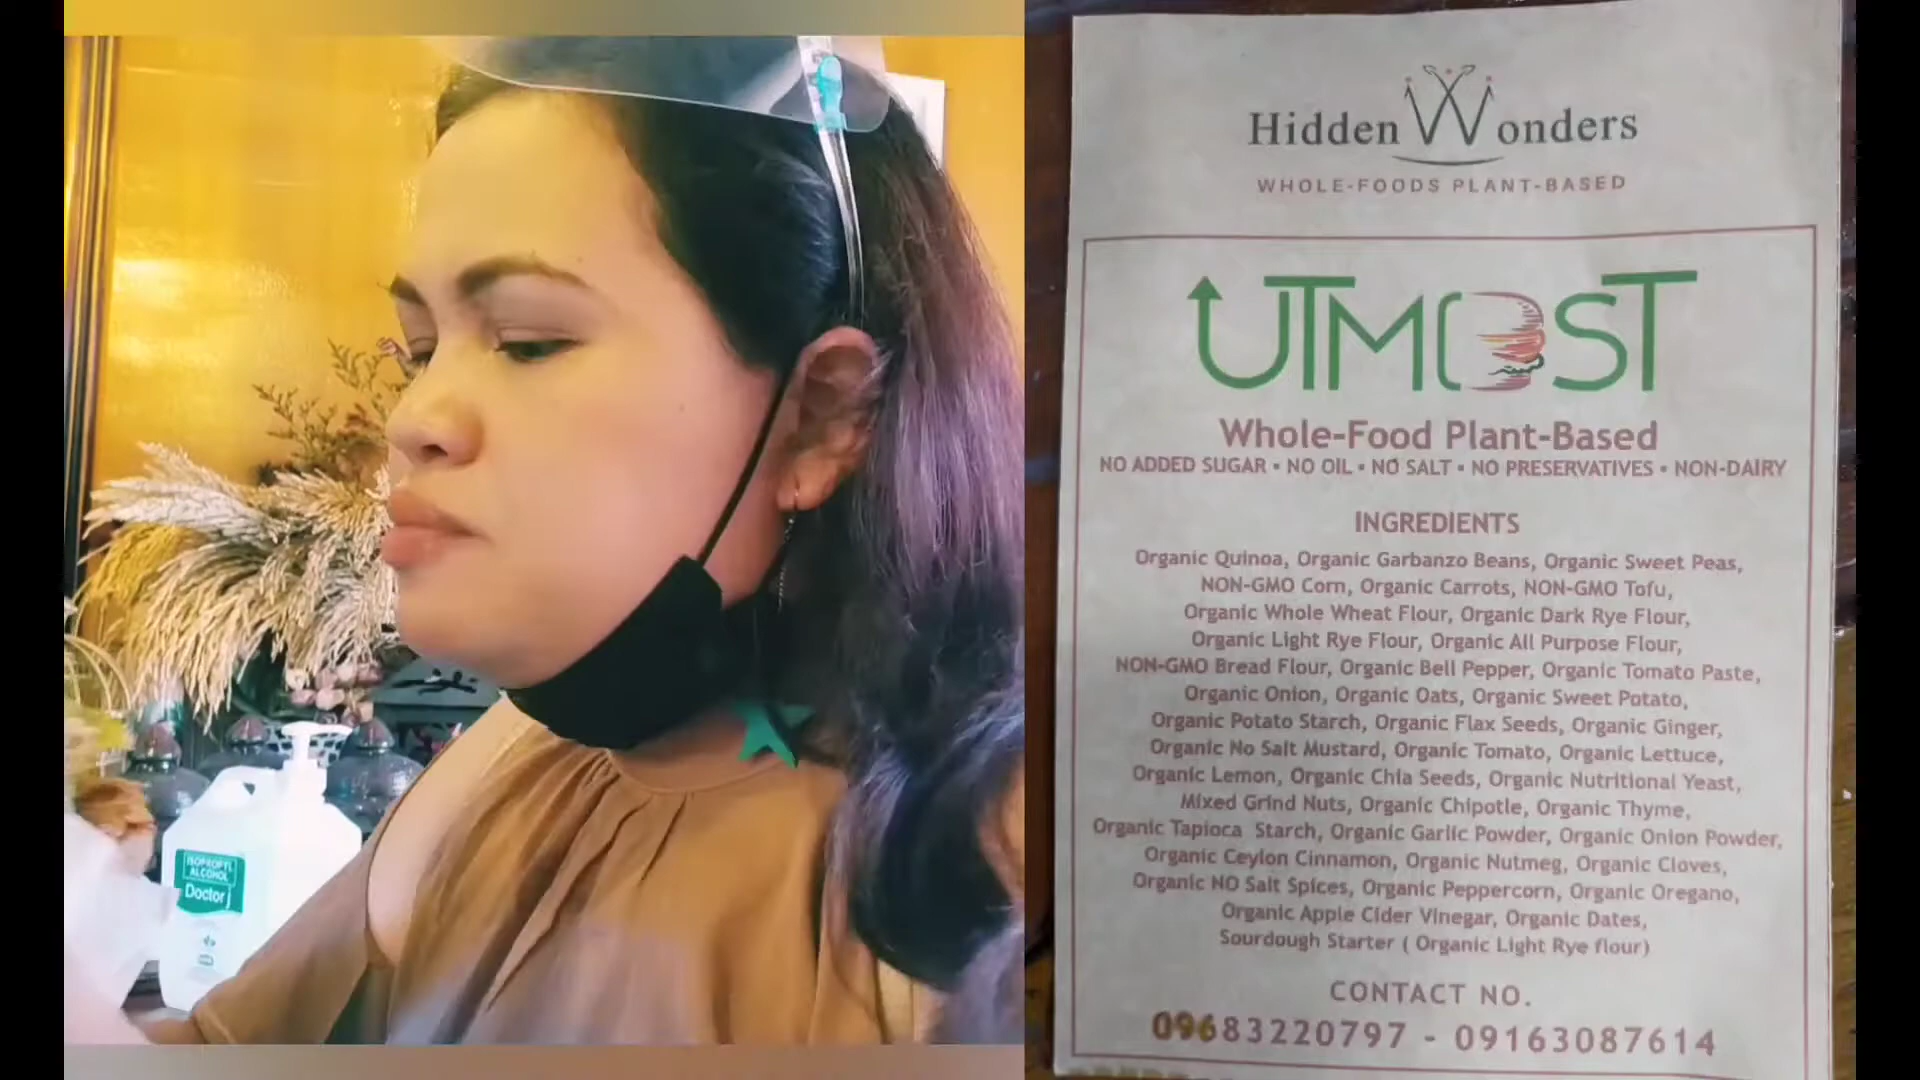 ISOPROPYL
ALCOHOL
Doctor J
Hidden Wonders
WHOLE-FOODS PLANT-BASED
UTMOST
Whole-Food Plant-Based
NO ADDED SUGAR • NO OIL • NO SALT • NO PRESERVATIVES • NON-DAIRY
INGREDIENTS
Organic Quinoa, Organic Garbanzo Beans, Organic Sweet Peas,
NON-GMO Corn, Organic Carrots, NON-GMO Tofu,
Organic Whole Wheat Flour, Organic Dark Rye Flour,
Organic Light Rye Flour, Organic All Purpose Flour,
NON-GMO Bread Flour, Organic Bell Pepper, Organic Tomato Paste,
Organic Onion, Organic Oats, Organic Sweet Potato,
Organic Potato Starch, Organic Flax Seeds, Organic Ginger,
Organic No Salt Mustard, Organic Tomato, Organic Lettuce,
Organic Lemon, Organic Chia Seeds, Organic Nutritional Yeast,
Mixed Grind Nuts, Organic Chipotle, Organic Thyme,
Organic Tapioca Starch, Organic Garlic Powder, Organic Onion Powder,
Organic Ceylon Cinnamon, Organic Nutmeg, Organic Cloves,
Organic NO Salt Spices, Organic Peppercorn, Organic Oregano,
Organic Apple Cider Vinegar, Organic Dates,
Sourdough Starter ( Organic Light Rye flour)
CONTACT NO.
09683220797 - 09163087614